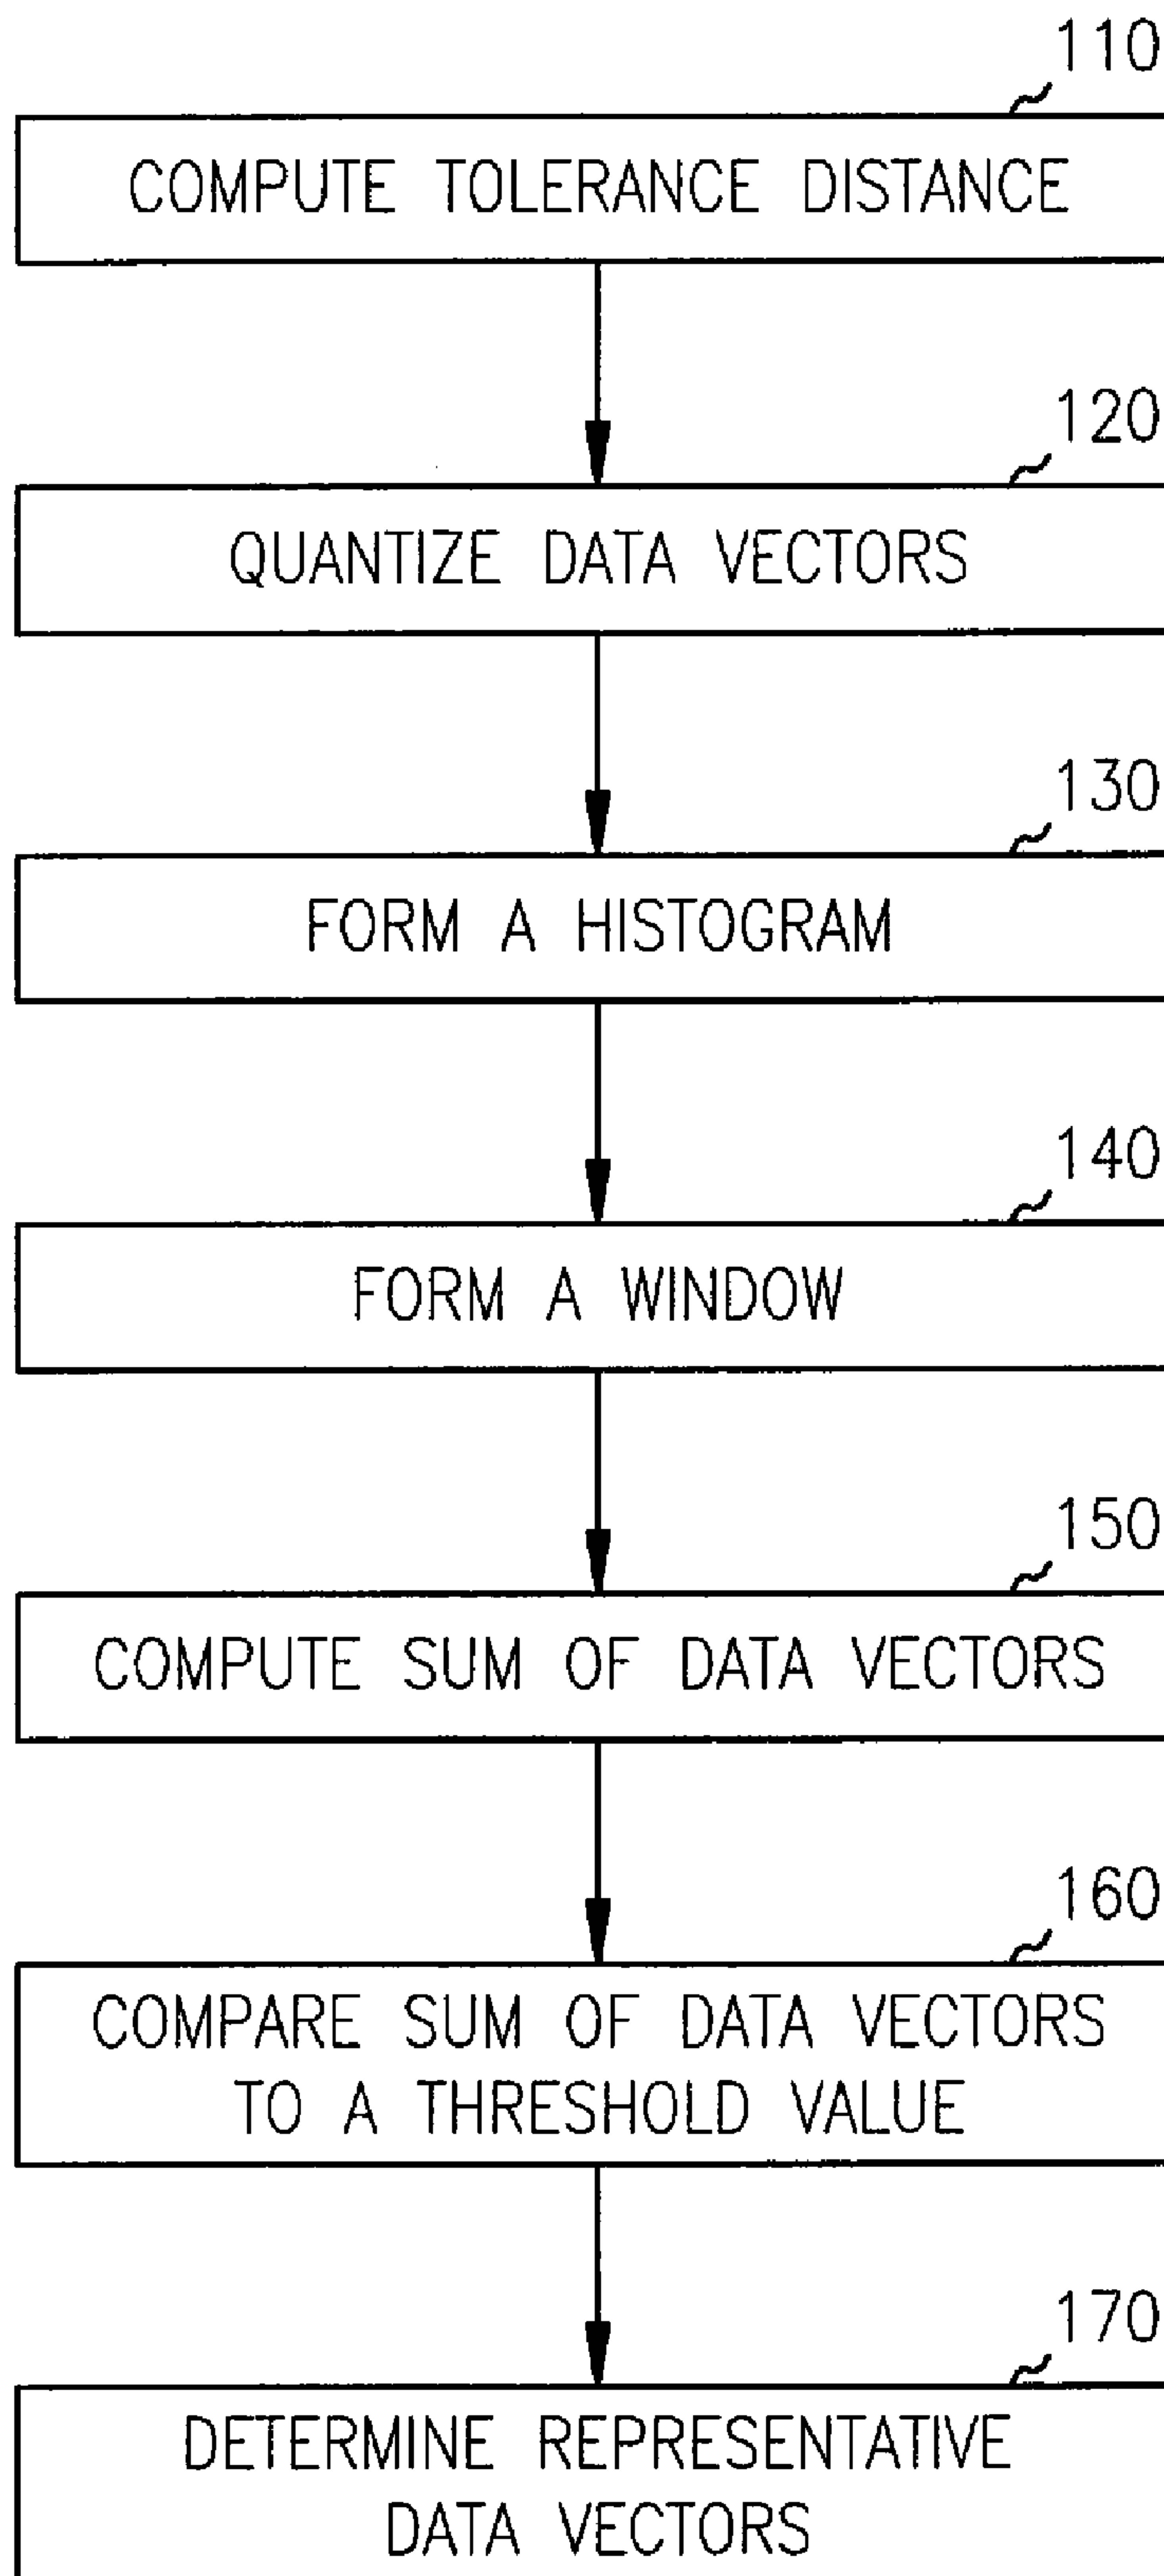 110
COMPUTE TOLERANCE DISTANCE
120
QUANTIZE DATA VECTORS
130
FORM A HISTOGRAM
140
FORM A WINDOW
150
COMPUTE SUM OF DATA VECTORS
160
COMPARE SUM OF DATA VECTORS
TO A THRESHOLD VALUE
170
DETERMINE REPRESENTATIVE
DATA VECTORS